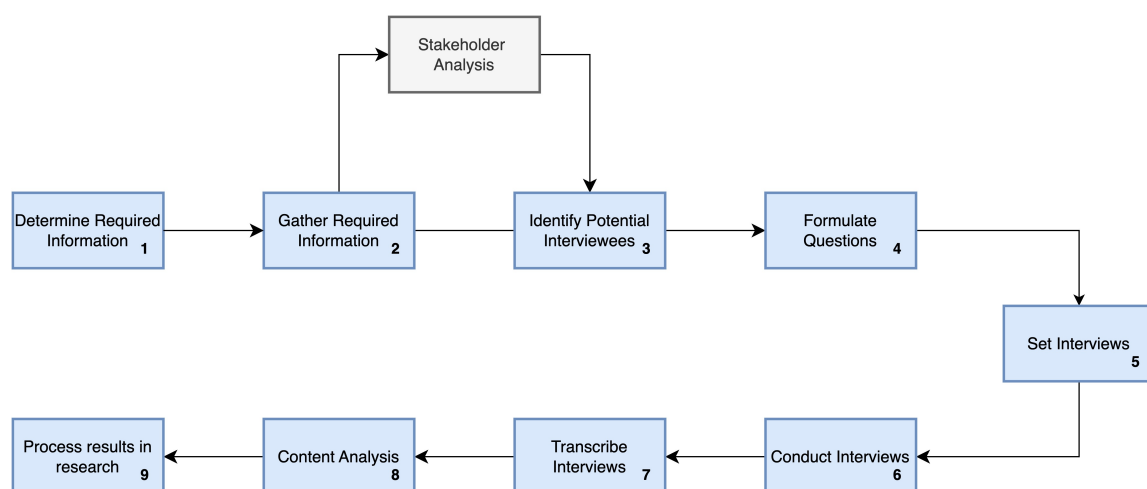 Stakeholder
Analysis
Determine Required
Information 1
Gather Required
Information 2
Identify Potential
Interviewees 3
Formulate
Questions 4
Set Interviews
5
Process results in
research 9
Content Analysis
8
Transcribe
Interviews 7
Conduct Interviews
6